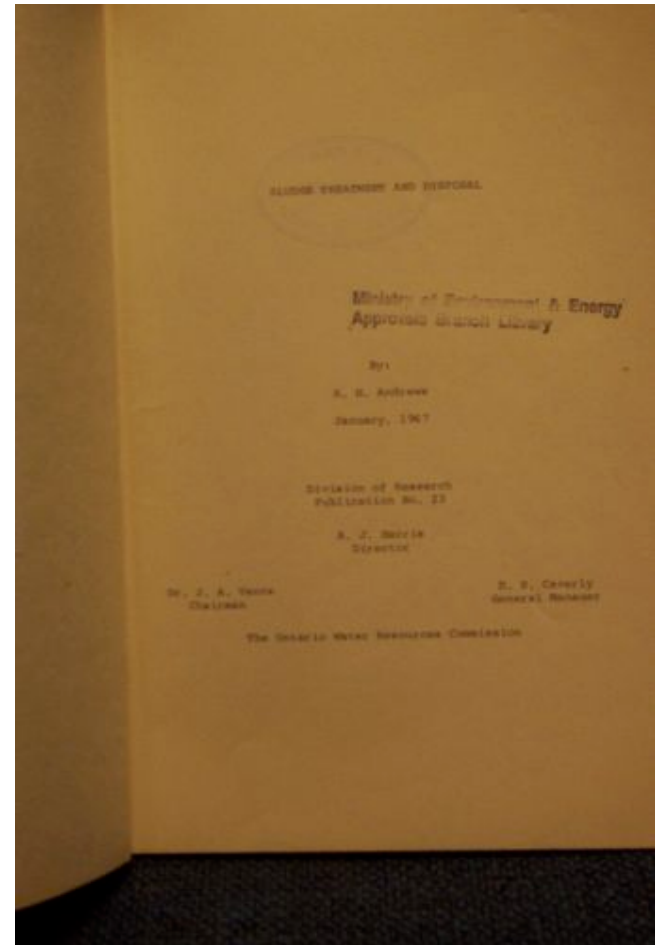 SLUDGE TREATMENT AND DISPOSAL
Ministry of Environment & Energy
Approvals Branch Library
By:
Andrews
January, 1967
Division of Research
Publication No. 13
A. J. Harris
Director
Dr. J. A. Vance
Chairman
D. S. Caverly
General Manager
The Ontario Water Resources Commission